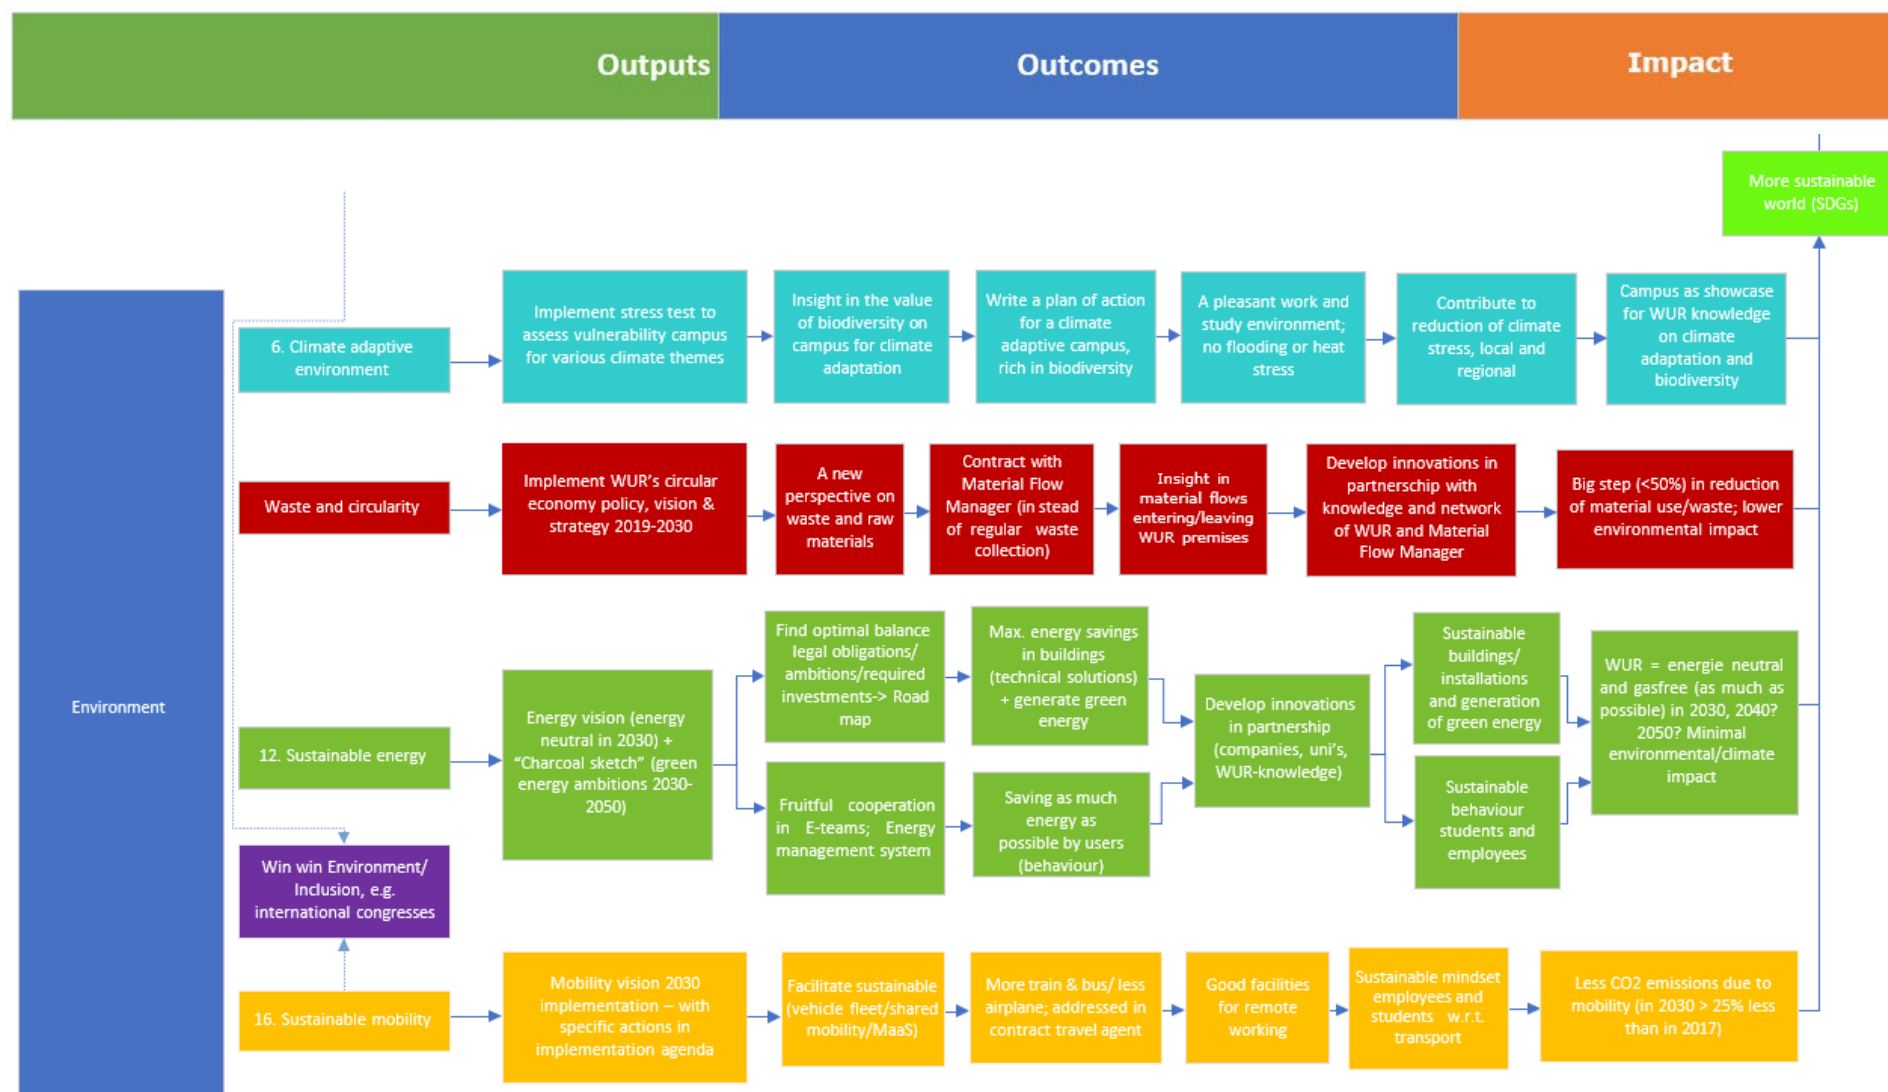 Outputs
Outcomes
Impact
More sustainable
world (SDGs)
Environment
6. Climate adaptive
environment
Implement stress test to
assess vulnerability campus
for various climate themes
Insight in the value
of biodiversity on
campus for climate
adaptation
Write a plan of action
for a climate
adaptive campus,
rich in biodiversity
A pleasant work and
study environment;
no flooding or heat
stress
Contribute to
reduction of climate
stress, local and
regional
Campus as showcase
for WUR knowledge
on climate
adaptation and
biodiversity
Waste and circularity
Implement WUR's circular
economy policy, vision &
strategy 2019-2030
A new
perspective on
waste and raw
materials
Contract with
Material Flow
Manager (in stead
of regular waste
collection)
Insight in
material flows
entering/leaving
WUR premises
Develop innovations in
partnerschip with
knowledge and network
of WUR and Material
Flow Manager
Big step (<50%) in reduction
of material use/waste; lower
environmental impact
12. Sustainable energy
Energy vision (energy
neutral in 2030) +
“Charcoal sketch” (green
energy ambitions 2030-
2050)
Find optimal balance
legal obligations/
ambitions/required
investments-> Road
map
Max. energy savings
in buildings
(technical solutions)
+ generate green
energy
Fruitful cooperation
in E-teams; Energy
management system
Saving as much
energy as
possible by users
(behaviour)
Develop innovations
in partnership
(companies, uni's,
WUR-knowledge)
Sustainable
buildings/
installations
and generation
of green energy
Sustainable
behaviour
students and
employees
WUR = energie neutral
and gasfree (as much as
possible) in 2030, 2040?
2050? Minimal
environmental/climate
impact
Win win Environment/
Inclusion, e.g.
international congresses
16. Sustainable mobility
Mobility vision 2030
implementation – with
specific actions in
implementation agenda
Facilitate sustainable
(vehicle fleet/shared
mobility/MaaS)
More train & bus/ less
airplane; addressed in
contract travel agent
Good facilities
for remote
working
Sustainable mindset
employees and
students w.r.t.
transport
Less CO2 emissions due to
mobility (in 2030 > 25% less
than in 2017)